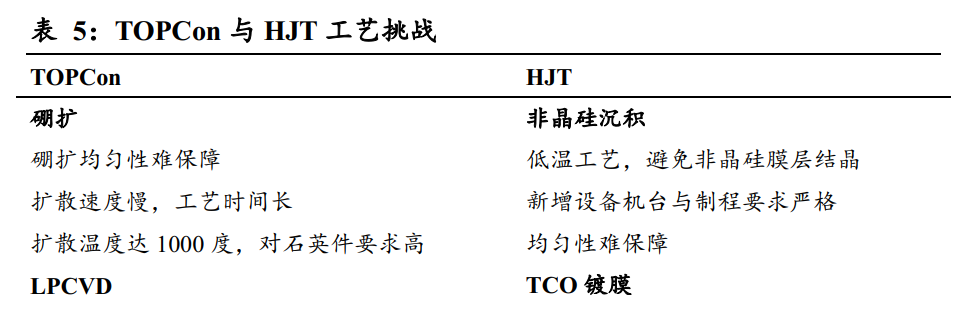 表 5：TOPCon 与 HJT 工艺挑战
TOPCon HJT
硼扩 非晶硅沉积
硼扩均匀性难保障 低温工艺，避免非晶硅膜层结晶
扩散速度慢，工艺时间长 新增设备机台与制程要求严格
扩散温度达 1000 度，对石英件要求高 均匀性难保障
LPCVD TCO 镀膜